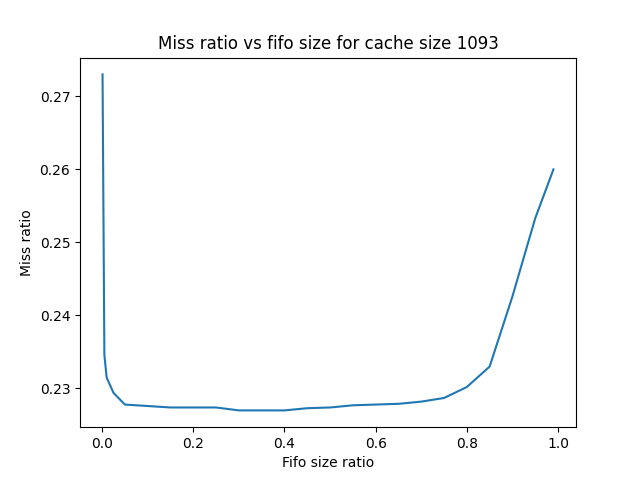 Miss ratio vs fifo size for cache size 1093
0.27
0.26
0.25
0.24
0.23
Miss ratio
0.0 0.2 0.4 0.6 0.8 1.0
Fifo size ratio